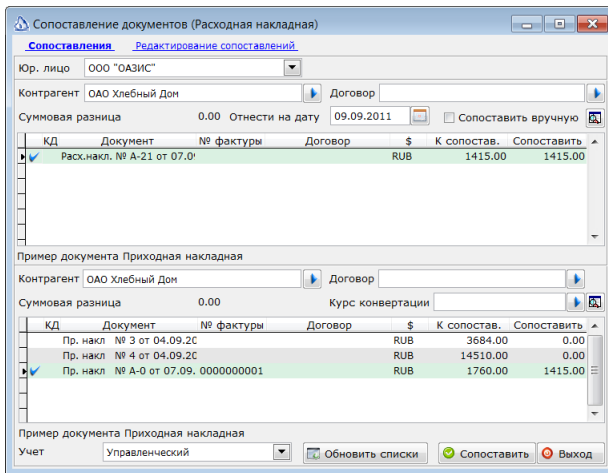 Сопоставление документов (Расходная накладная)
Сопоставления Редактирование сопоставлений
Юр. лицо ООО "ОАЗИС"
Контрагент ОАО Хлебный Дом Договор
Суммовая разница 0.00 Отнести на дату 09.09.2011 Сопоставить вручную
КД Документ № фактуры Договор $ К сопостав. Сопоставить
Расх.накл. № А-21 от 07.0 RUB 1415.00 1415.00
Пример документа Приходная накладная
Контрагент ОАО Хлебный Дом Договор
Суммовая разница 0.00 Курс конвертации
КД Документ № фактуры Договор $ К сопостав. Сопоставить
Пр. накл № 3 от 04.09.20 RUB 3684.00 0.00
Пр. накл № 4 от 04.09.20 RUB 14510.00 0.00
Пр. накл № А-0 от 07.09. 0000000001 RUB 1760.00 1415.00
Пример документа Приходная накладная
Учет Управленческий Обновить списки Сопоставить Выход